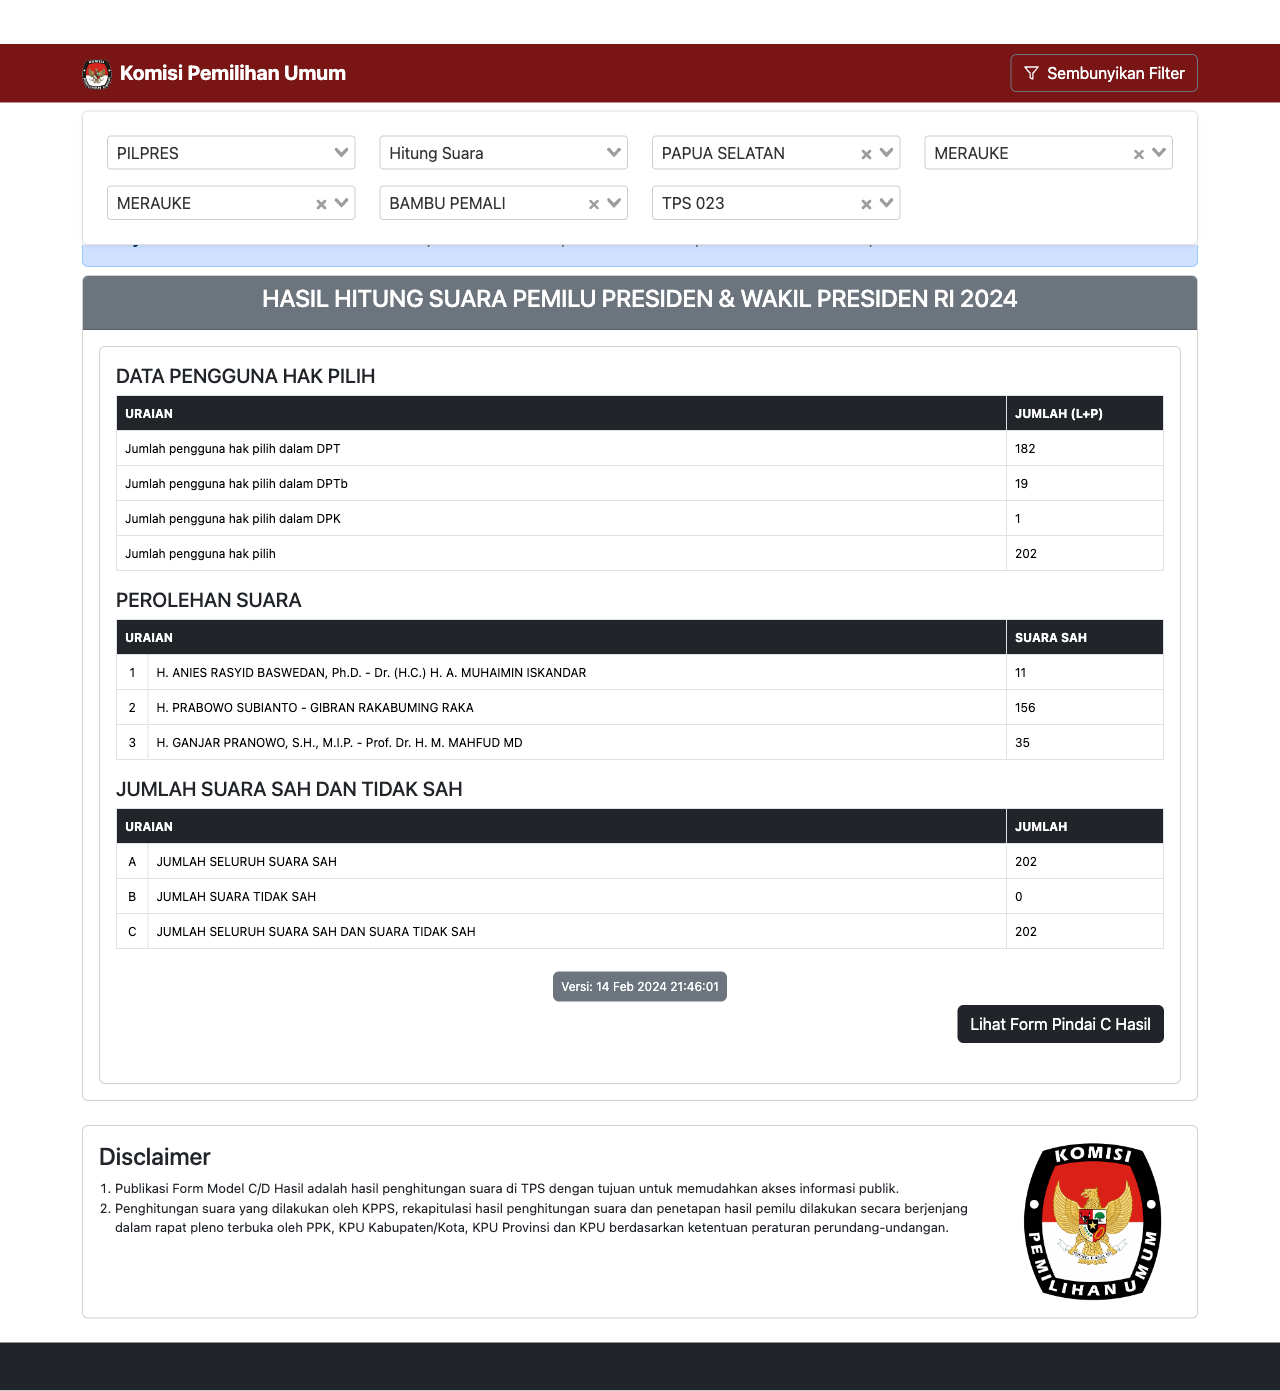 Komisi Pemilihan Umum
Sembunyikan Filter
PILPRES
Hitung Suara
PAPUA SELATAN
MERAUKE
MERAUKE
BAMBU PEMALI
TPS 023
HASIL HITUNG SUARA PEMILU PRESIDEN & WAKIL PRESIDEN RI 2024
DATA PENGGUNA HAK PILIH
URAIAN JUMLAH (L+P)
Jumlah pengguna hak pilih dalam DPT 182
Jumlah pengguna hak pilih dalam DPTb 19
Jumlah pengguna hak pilih dalam DPK 1
Jumlah pengguna hak pilih 202
PEROLEHAN SUARA
URAIAN SUARA SAH
1 H. ANIES RASYID BASWEDAN, Ph.D. - Dr. (H.C.) H. A. MUHAIMIN ISKANDAR 11
2 H. PRABOWO SUBIANTO - GIBRAN RAKABUMING RAKA 156
3 H. GANJAR PRANOWO, S.H., M.I.P. - Prof. Dr. H. M. MAHFUD MD 35
JUMLAH SUARA SAH DAN TIDAK SAH
URAIAN JUMLAH
A JUMLAH SELURUH SUARA SAH 202
B JUMLAH SUARA TIDAK SAH 0
C JUMLAH SELURUH SUARA SAH DAN SUARA TIDAK SAH 202
Versi: 14 Feb 2024 21:46:01
Lihat Form Pindai C Hasil
Disclaimer
1. Publikasi Form Model C/D Hasil adalah hasil penghitungan suara di TPS dengan tujuan untuk memudahkan akses informasi publik.
2. Penghitungan suara yang dilakukan oleh KPPS, rekapitulasi hasil penghitungan suara dan penetapan hasil pemilu dilakukan secara berjenjang
dalam rapat pleno terbuka oleh PPK, KPU Kabupaten/Kota, KPU Provinsi dan KPU berdasarkan ketentuan peraturan perundang-undangan.
KOMISI
PEMILIHAN UMUM